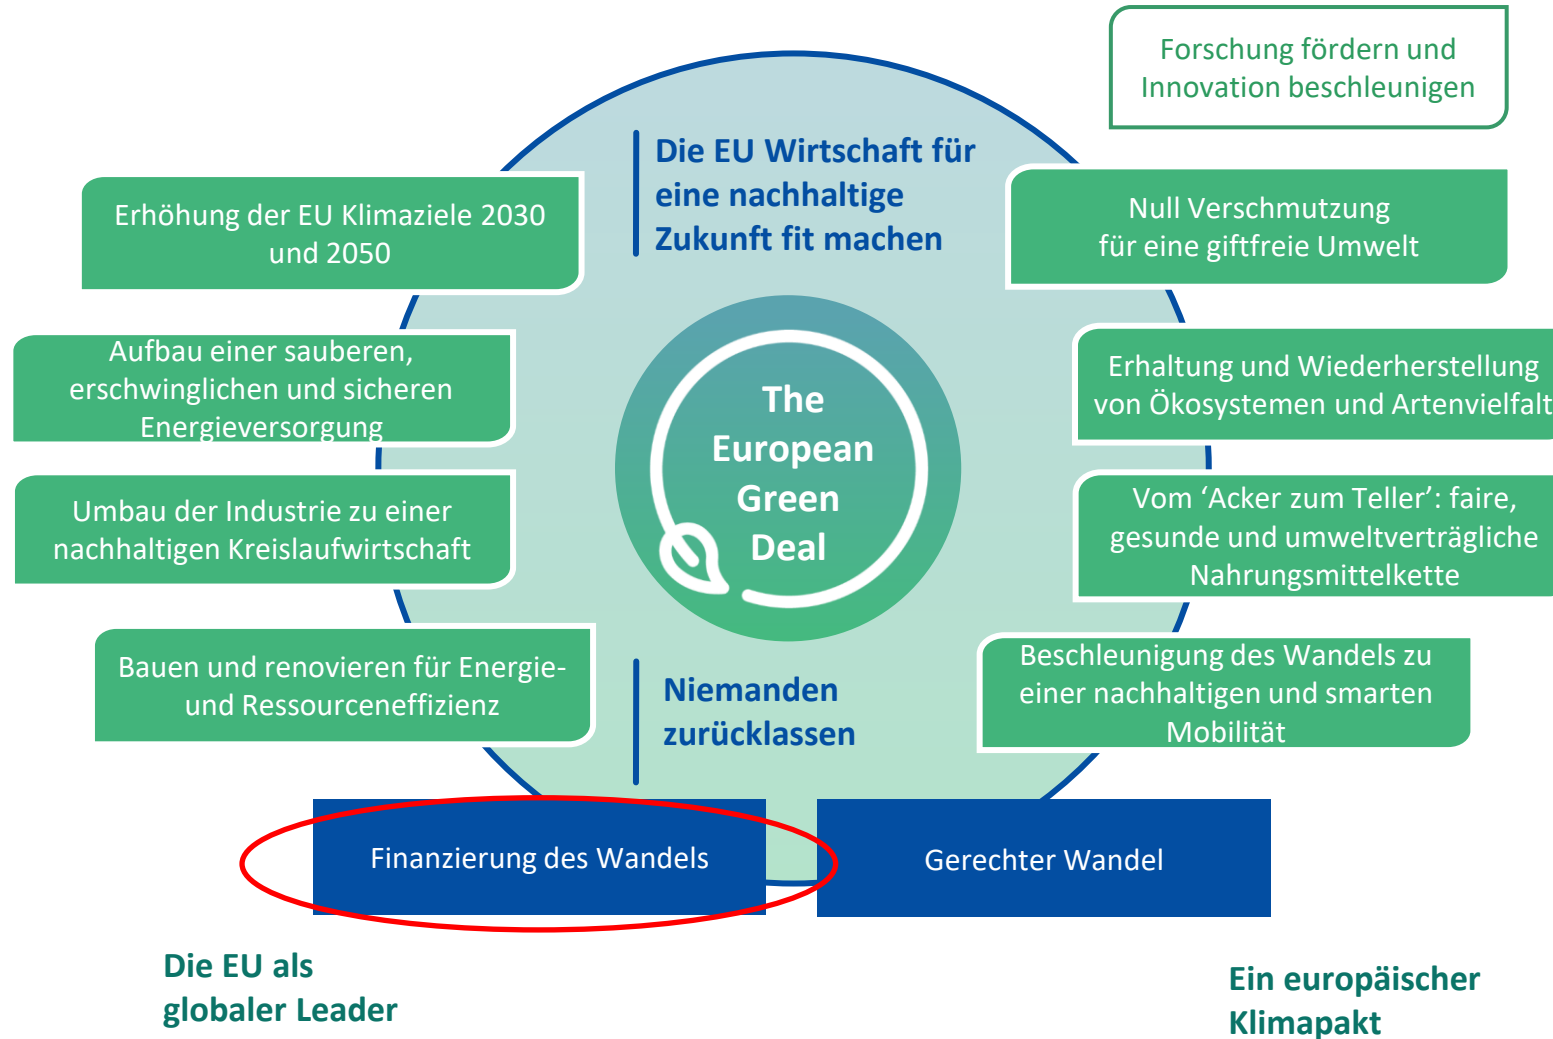 Forschung fördern und
Innovation beschleunigen
Die EU Wirtschaft für
eine nachhaltige
Zukunft fit machen
Erhöhung der EU Klimaziele 2030
und 2050
Null Verschmutzung
für eine giftfreie Umwelt
Aufbau einer sauberen,
erschwinglichen und sicheren
Energieversorgung
Erhaltung und Wiederherstellung
von Ökosystemen und Artenvielfalt
The
European
Green
Deal
Umbau der Industrie zu einer
nachhaltigen Kreislaufwirtschaft
Vom ‘Acker zum Teller’: faire,
gesunde und umweltverträgliche
Nahrungsmittelkette
Bauen und renovieren für Energie-
und Ressourceneffizienz
Niemanden
zurücklassen
Beschleunigung des Wandels zu
einer nachhaltigen und smarten
Mobilität
Finanzierung des Wandels
Gerechter Wandel
Die EU als
globaler Leader
Ein europäischer
Klimapakt